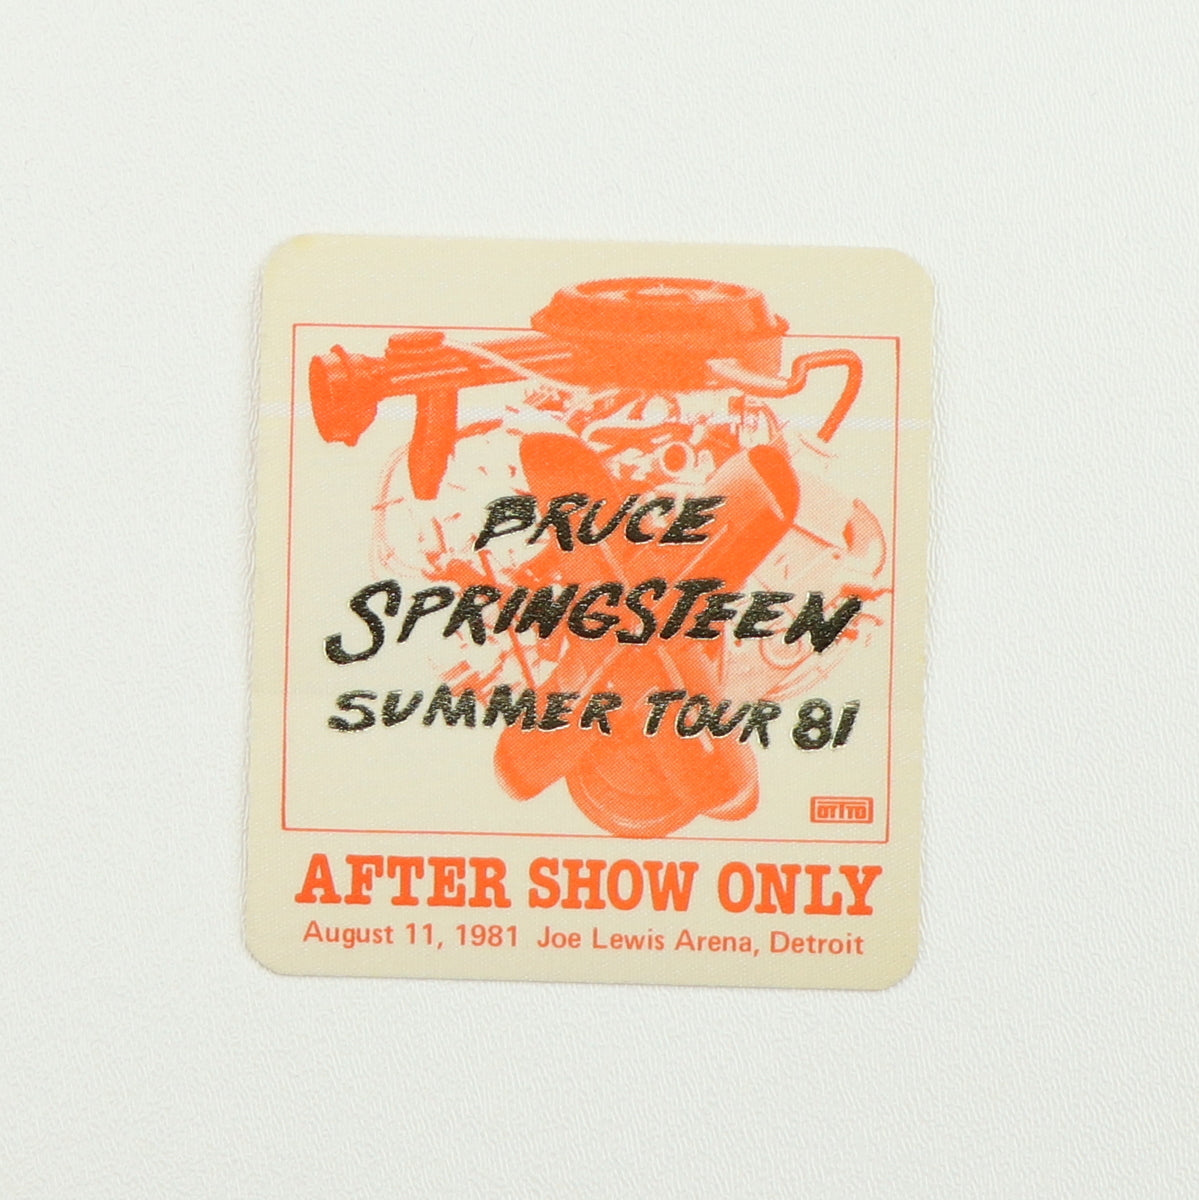 BRUCE
SPRINGSTEEN
SUMMER TOUR 81
OTTO
AFTER SHOW ONLY
August 11, 1981 Joe Lewis Arena, Detroit